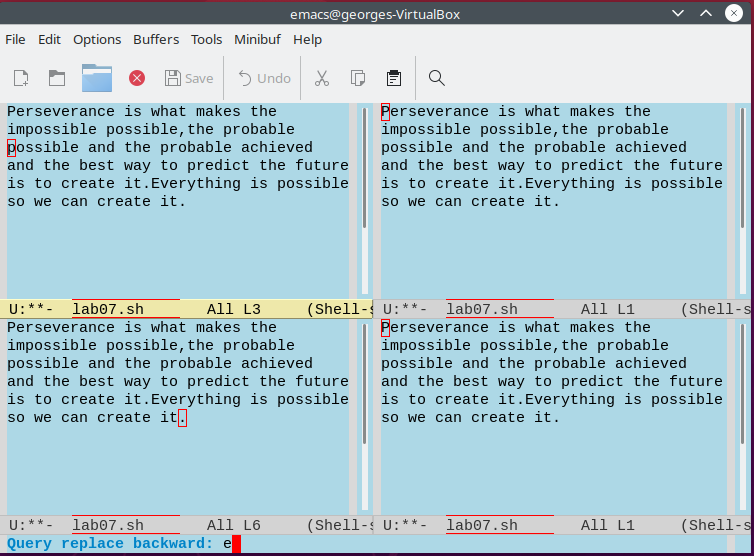 emacs@georges-VirtualBox
File Edit Options Buffers Tools Minibuf Help
Save Undo
Perseverance is what makes the
impossible possible,the probable
possible and the probable achieved
and the best way to predict the future
is to create it.Everything is possible
so we can create it.
U:**- lab07.sh All L3 (Shell-s
Perseverance is what makes the
impossible possible,the probable
possible and the probable achieved
and the best way to predict the future
is to create it.Everything is possible
so we can create it.
U:**- lab07.sh All L1 (Shell-s
Perseverance is what makes the
impossible possible,the probable
possible and the probable achieved
and the best way to predict the future
is to create it.Everything is possible
so we can create it.
U:**- lab07.sh All L6 (Shell-s
Perseverance is what makes the
impossible possible,the probable
possible and the probable achieved
and the best way to predict the future
is to create it.Everything is possible
so we can create it.
U:**- lab07.sh All L1 (Shell-s
Query replace backward: e